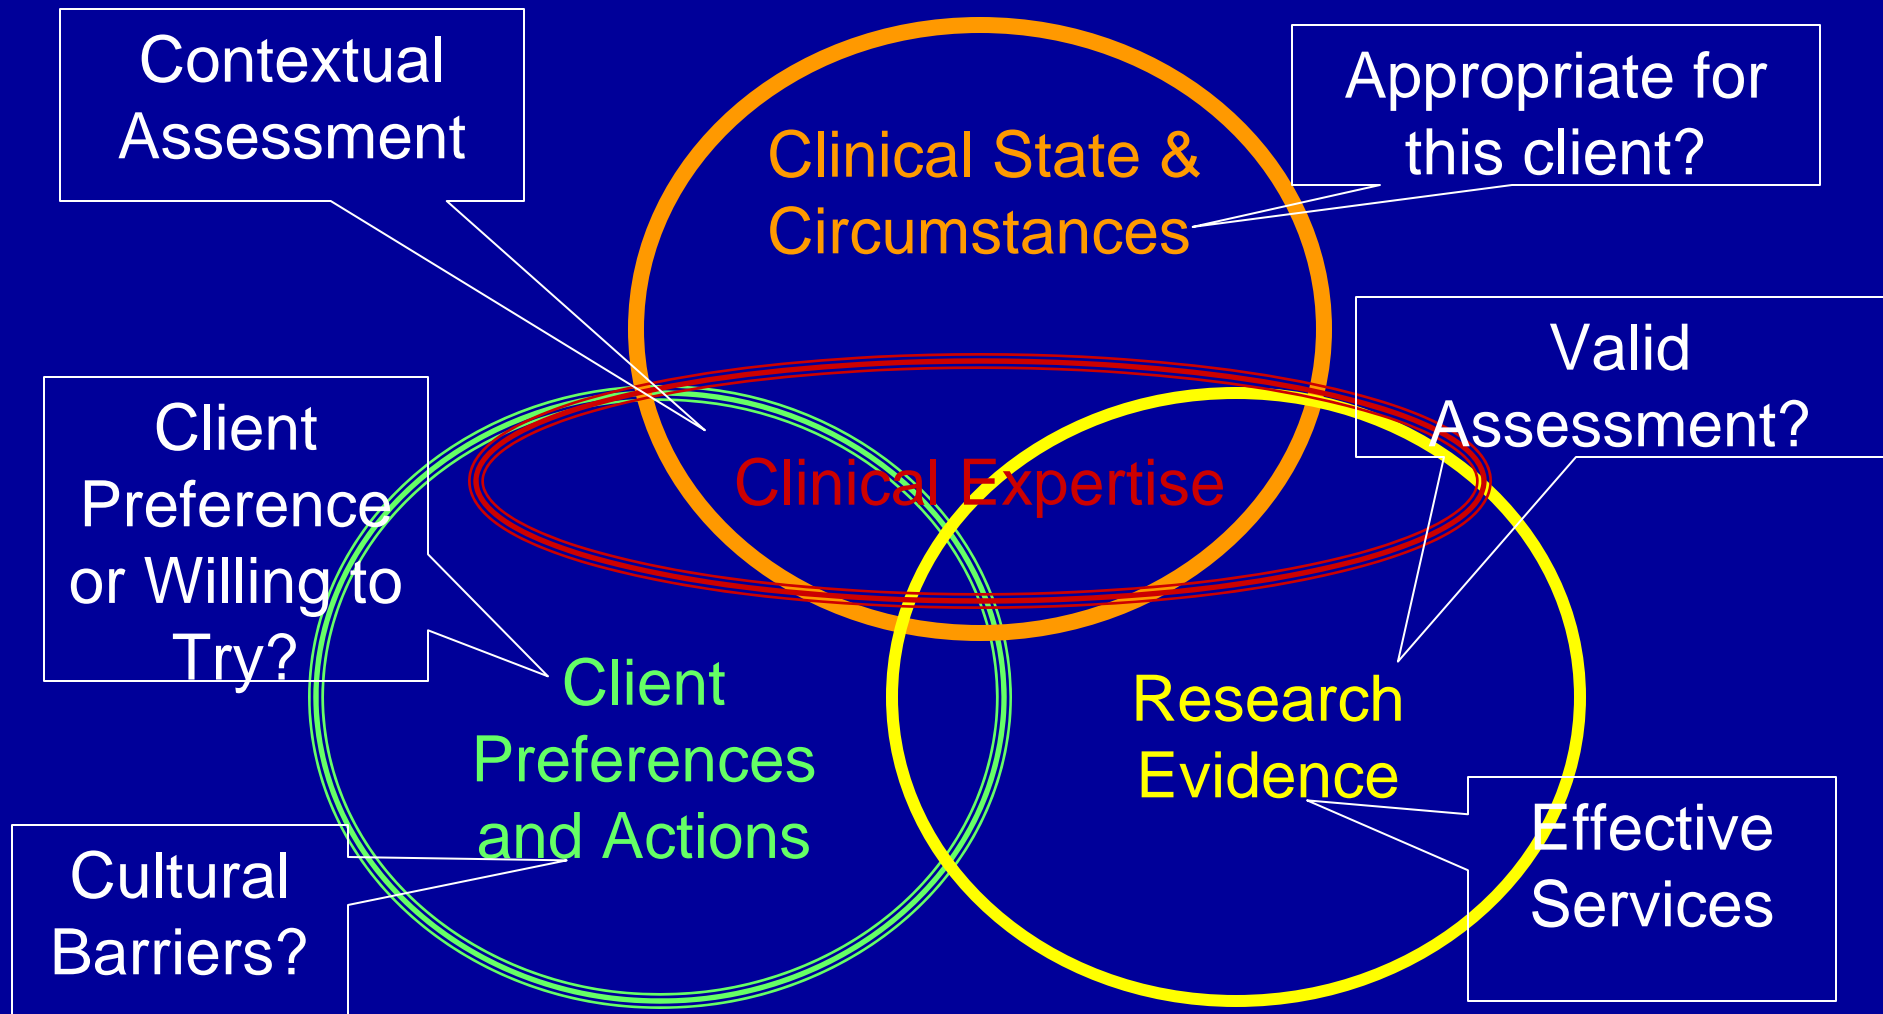 Contextual
Assessment
Clinical State &
Circumstances
Appropriate for
this client?
Valid
Assessment?
Client
Preference
or Willing to
Try?
Clinical Expertise
Client
Preferences
and Actions
Research
Evidence
Cultural
Barriers?
Effective
Services